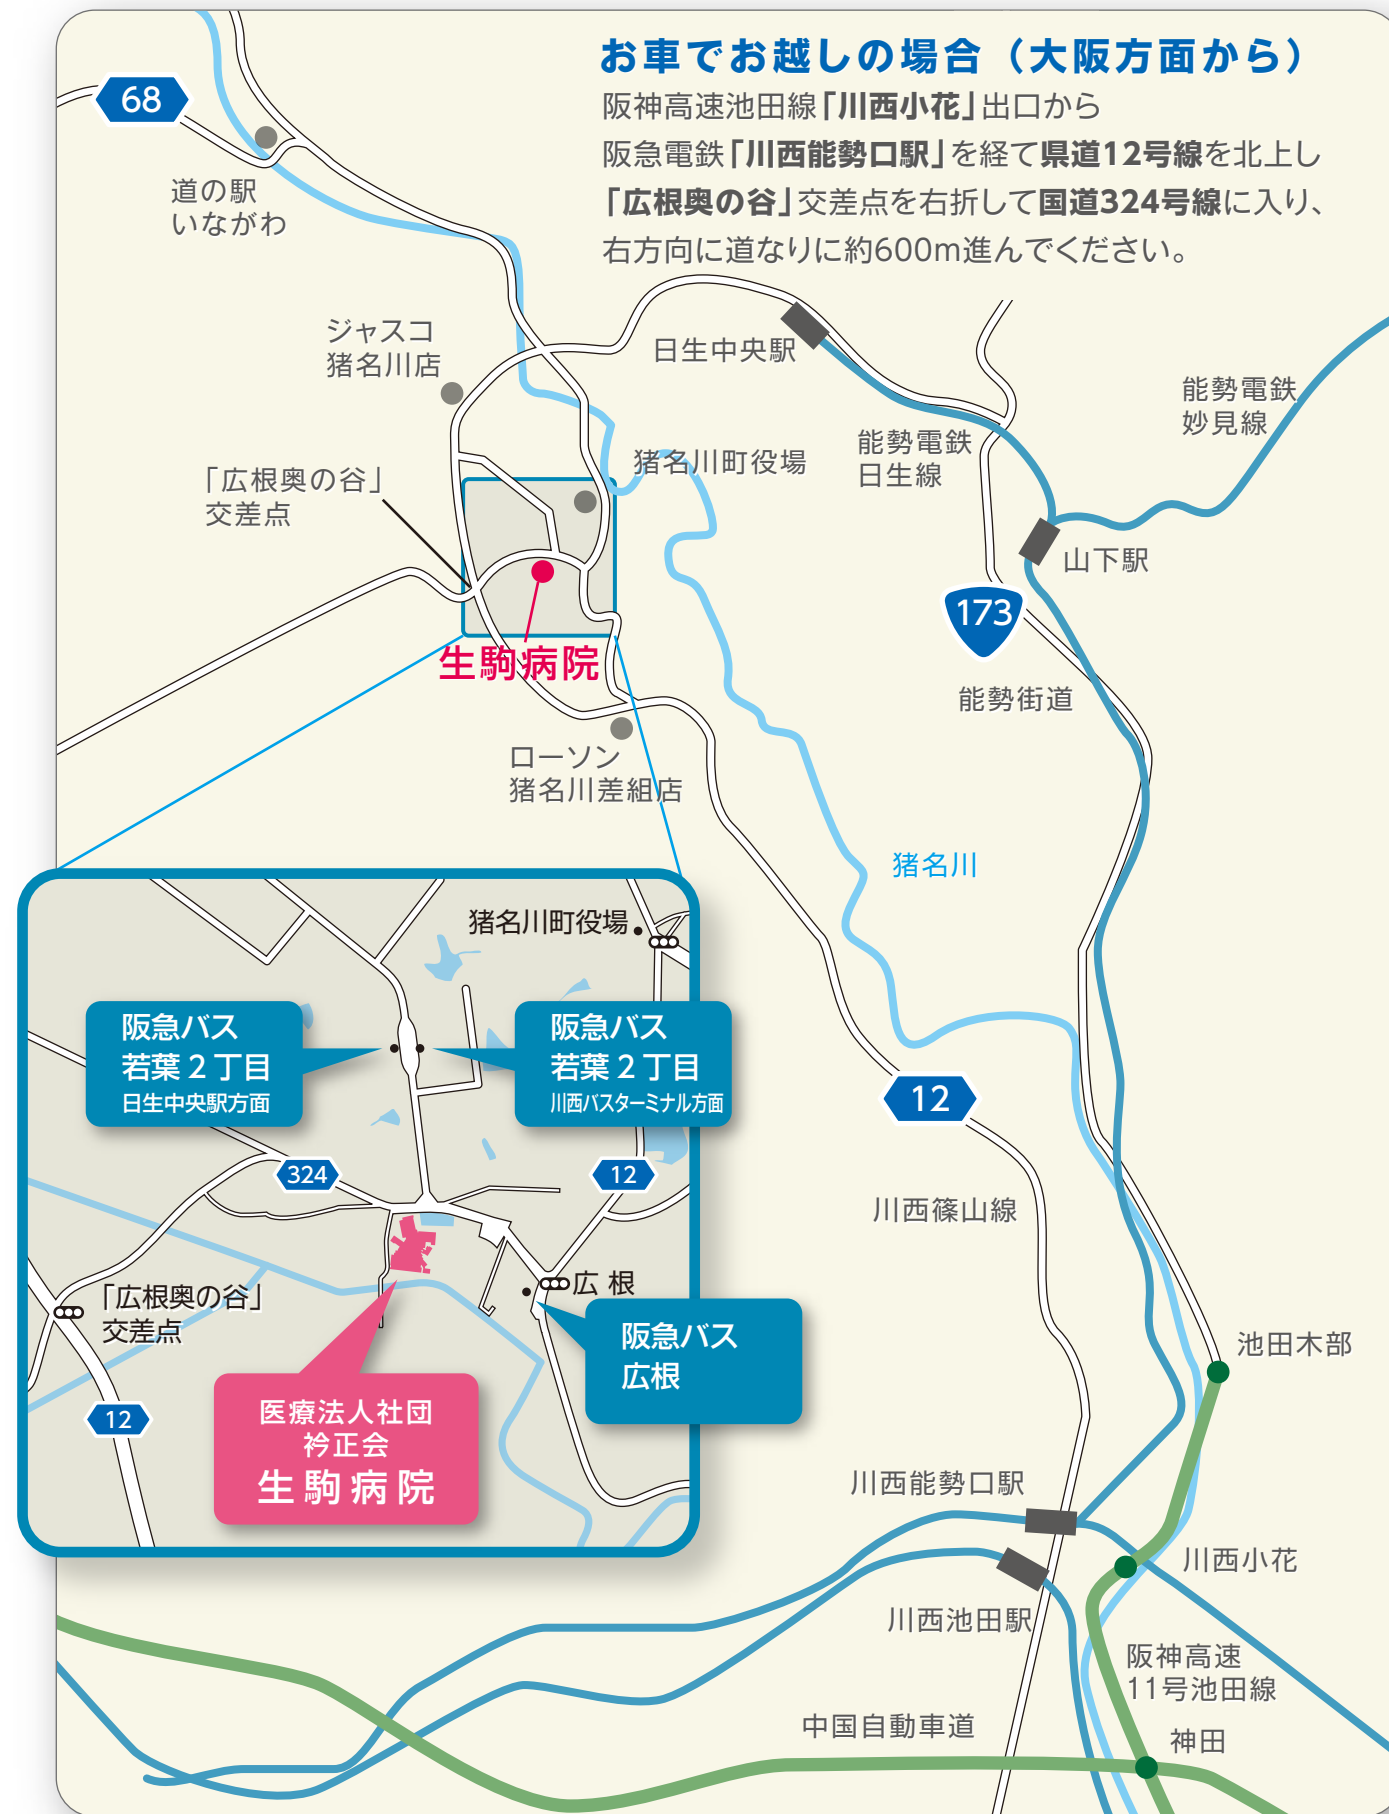 お車でお越しの場合（大阪方面から）
阪神高速池田線「川西小花」出口から
阪急電鉄「川西能勢口駅」を経て県道12号線を北上し
「広根奥の谷」交差点を右折して国道324号線に入り、
右方向に道なりに約600m進んでください。
68
道の駅
いながわ
ジャスコ
猪名川店
日生中央駅
能勢電鉄
妙見線
能勢電鉄
日生線
猪名川町役場
「広根奥の谷」
交差点
山下駅
173
生駒病院
能勢街道
ローソン
猪名川差組店
猪名川
猪名川町役場
阪急バス
若葉２丁目
日生中央駅方面
阪急バス
若葉２丁目
川西バスターミナル方面
12
324
12
川西篠山線
「広根奥の谷」
交差点
広 根
阪急バス
広根
池田木部
12
医療法人社団
衿正会
生駒病院
川西能勢口駅
川西小花
川西池田駅
阪神高速
11号池田線
中国自動車道
神田